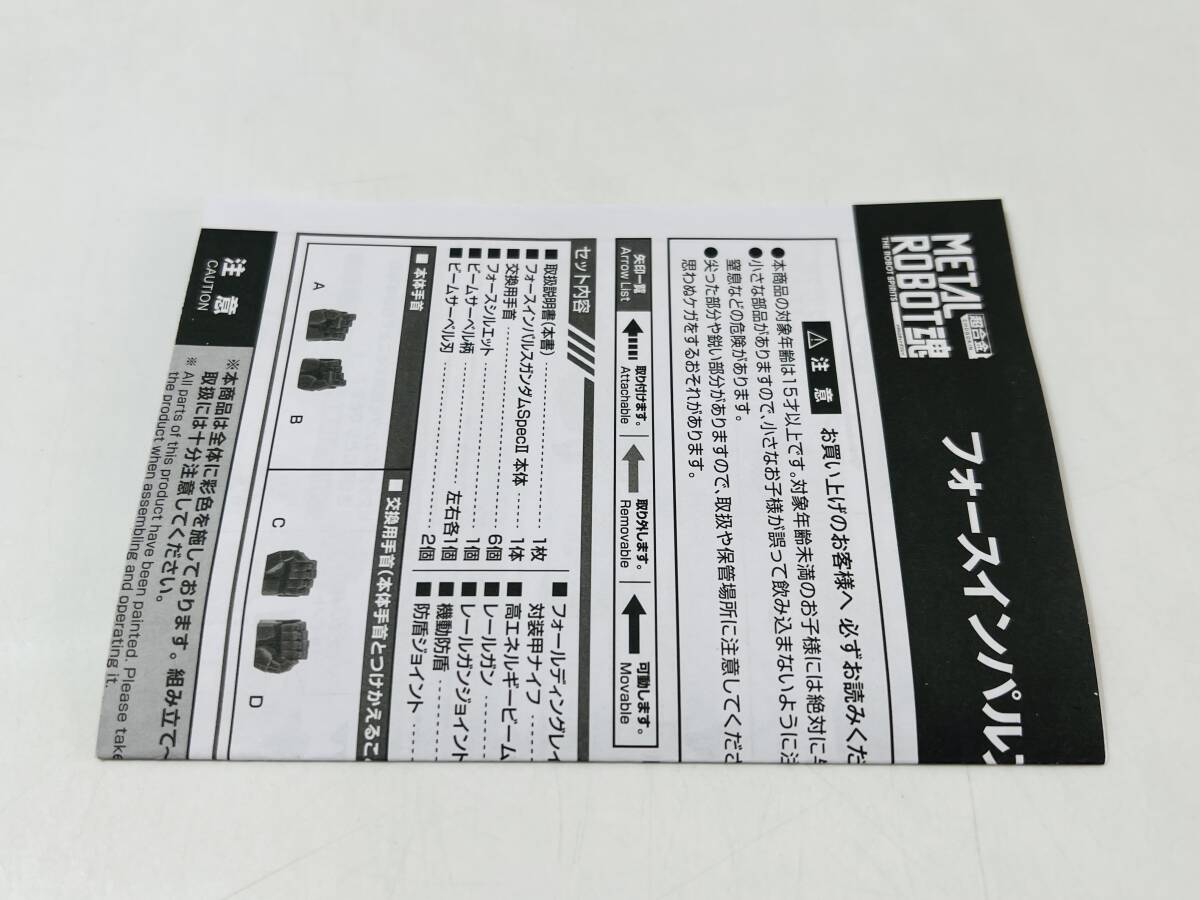 METAL
ROBOT魂
THE ROBOT SPIRITS
超合金
フォースインパルス
注 意
お買い上げのお客様へ 必ずお読みくだ
●本商品の対象年齢は15才以上です。対象年齢未満のお子様には絶対に
●小さな部品がありますので、小さなお子様が誤って飲み込まないように注
窒息などの危険があります。
●尖った部分や鋭い部分がありますので、取扱や保管場所に注意してくださ
思わぬケガをするおそれがあります。
矢印一覧
Arrow List
取り付けます。
Attachable
取り外します。
Removable
可動します。
Movable
セット内容
■取扱説明書(本書) 1枚
■フォースインパルスガンダムSpecII 本体 1体
■交換用手首 6個
■フォースシルエット 1個
■ビームサーベル柄 左右各1個
■ビームサーベル刃 2個
■フォールディングレイ
対装甲ナイフ
■高エネルギービーム
■レールガン
■レールガンジョイント
■機動防盾
■防盾ジョイント
■本体手首
A
B
■交換用手首(本体手首とつけかえるこ
C
D
注 意
CAUTION
※本商品は全体に彩色を施しております。組み立て
取扱には十分注意してください。
※ All parts of this product have been painted. Please take
the product when assembling and operating it.